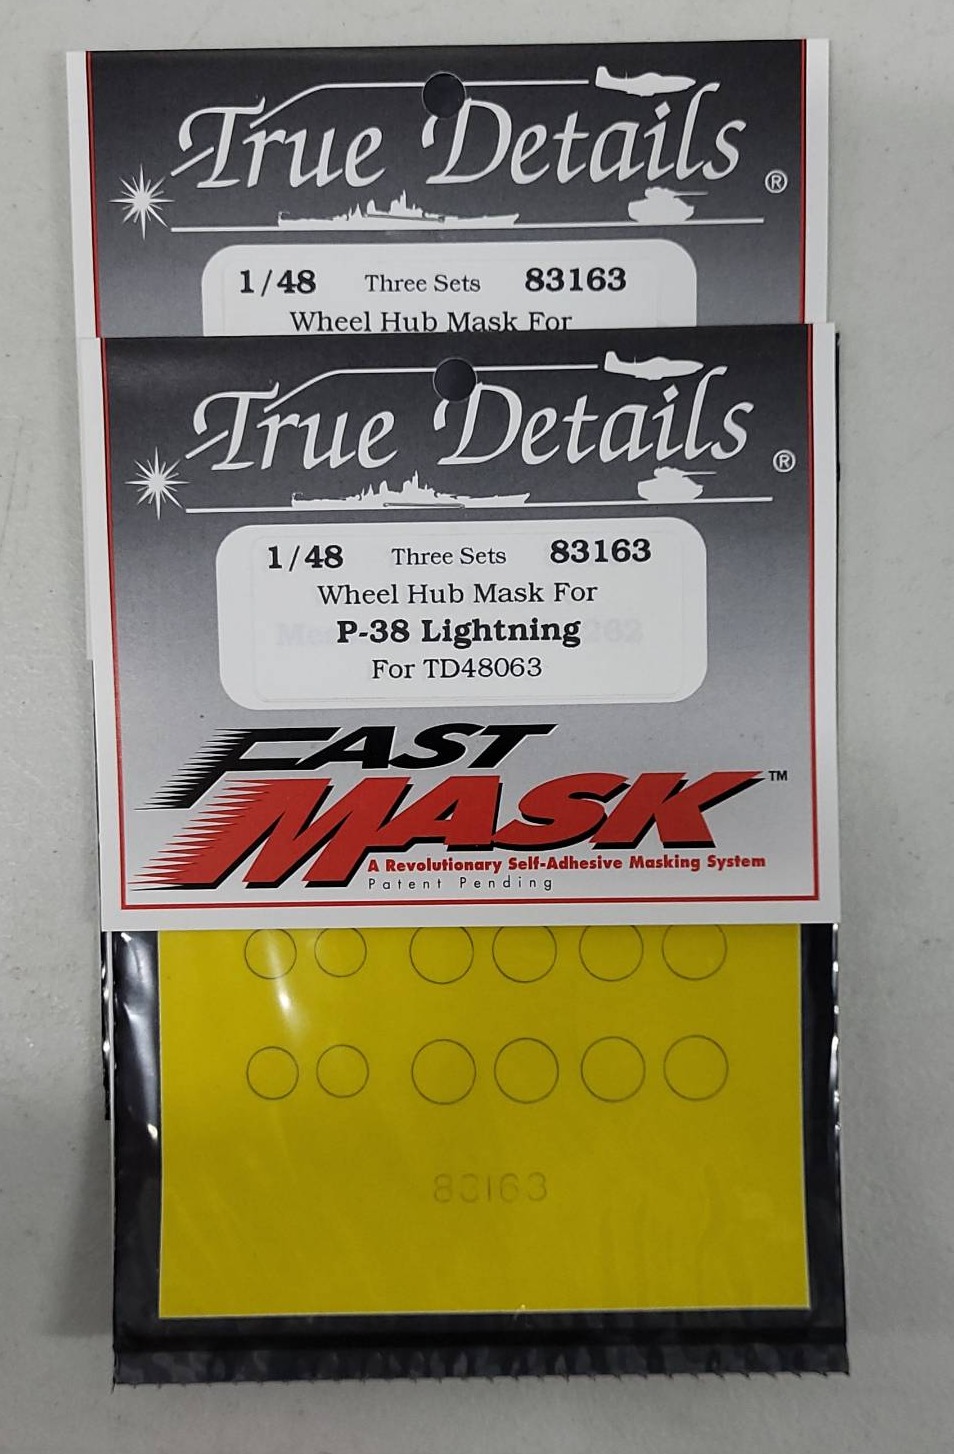 True Details ®
1/48 Three Sets 83163
Wheel Hub Mask For
True Details ®
1/48 Three Sets 83163
Wheel Hub Mask For
P-38 Lightning
For TD48063
FAST
MASK ™
A Revolutionary Self-Adhesive Masking System
Patent Pending
83163